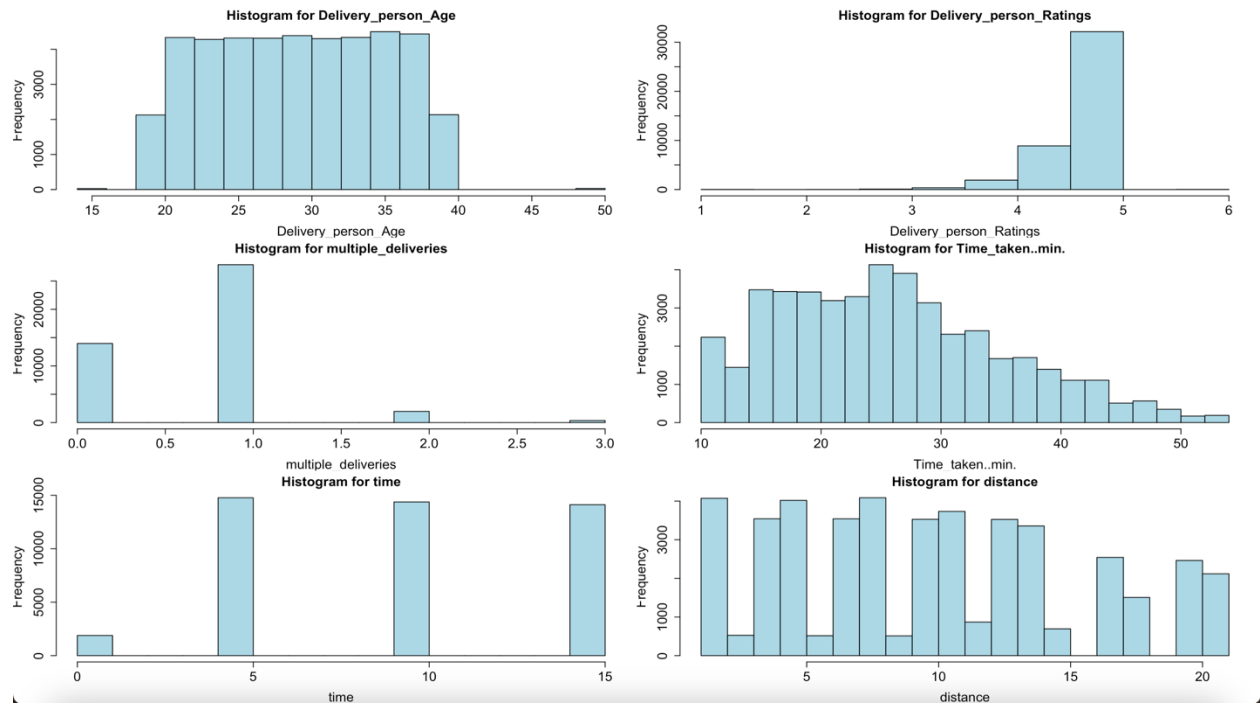 Histogram for Delivery_person_Age
Frequency
0 1000 3000
15 20 25 30 35 40 45 50
Delivery_person_Age
Histogram for Delivery_person_Ratings
Frequency
0 10000 20000 30000
1 2 3 4 5 6
Delivery_person_Ratings
Histogram for multiple_deliveries
Frequency
0 10000 20000
0.0 0.5 1.0 1.5 2.0 2.5 3.0
multiple_deliveries
Histogram for Time_taken..min.
Frequency
0 1000 3000
10 20 30 40 50
Time_taken..min.
Histogram for time
Frequency
0 5000 10000 15000
0 5 10 15
time
Histogram for distance
Frequency
0 1000 3000
5 10 15 20
distance